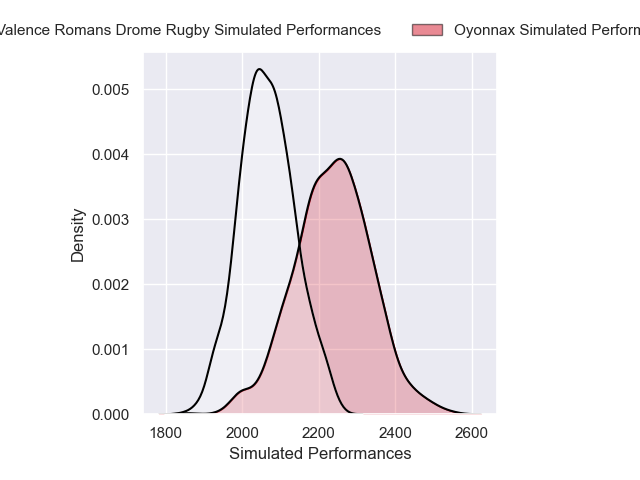 Valence Romans Drome Rugby Simulated Performances
Oyonnax Simulated Perform
0.005
0.004
0.003
0.002
0.001
0.000
Density
1800 2000 2200 2400 2600
Simulated Performances